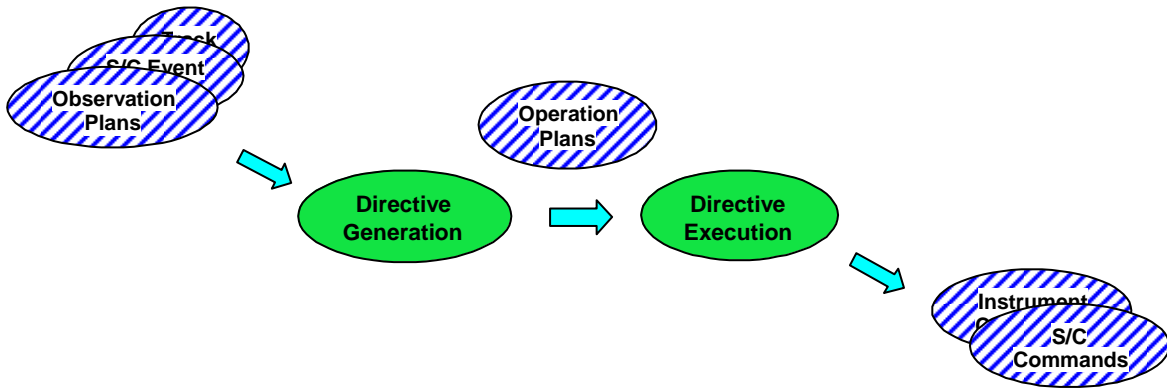 S/C Event
Observation
Plans
Operation
Plans
Directive
Generation
Directive
Execution
Instrument
S/C
Commands